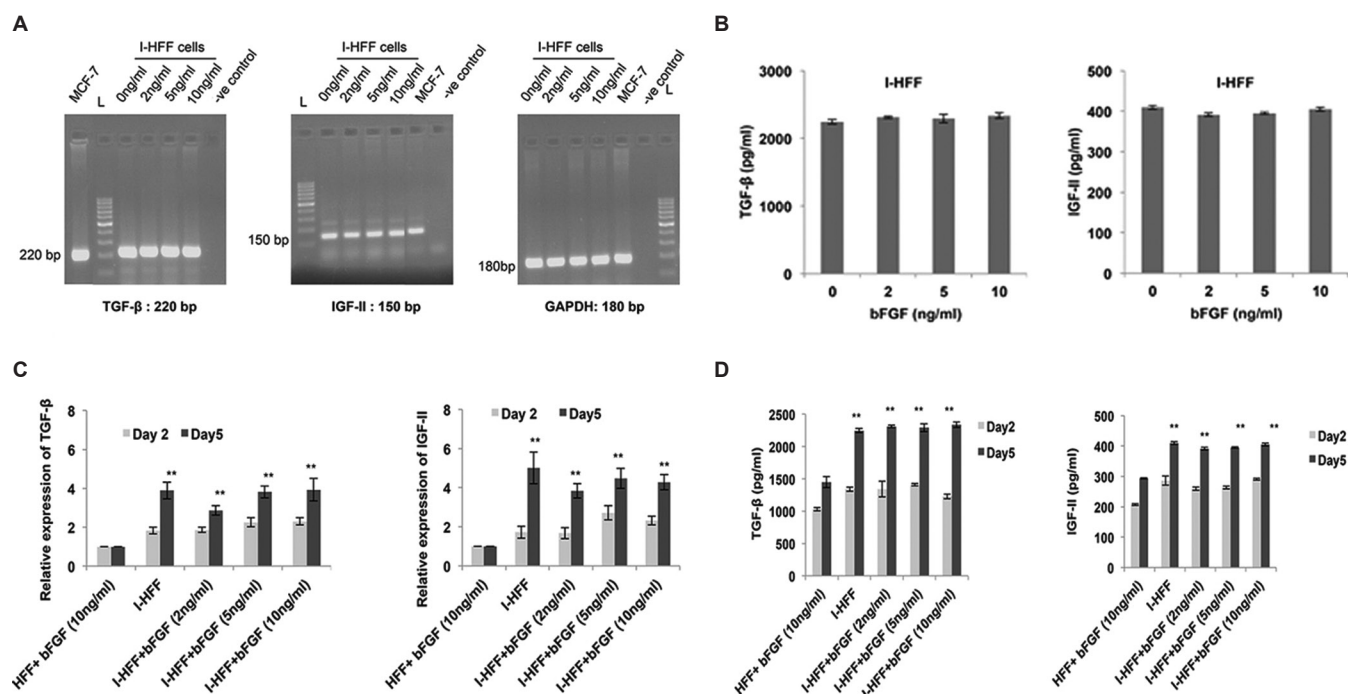 A
I-HFF cells
MCF-7
L
0ng/ml
2ng/ml
5ng/ml
10ng/ml
-ve control
220 bp
TGF-β : 220 bp
I-HFF cells
L
0ng/ml
2ng/ml
5ng/ml
10ng/ml
MCF-7
-ve control
150 bp
IGF-II : 150 bp
I-HFF cells
0ng/ml
2ng/ml
5ng/ml
10ng/ml
MCF-7
-ve control
L
180bp
GAPDH: 180 bp
B
I-HFF
TGF-β (pg/ml)
3000
2000
1000
0
0 2 5 10
bFGF (ng/ml)
I-HFF
IGF-II (pg/ml)
500
400
300
200
100
0
0 2 5 10
bFGF (ng/ml)
C
Relative expression of TGF-β
8
6
4
2
0
Day 2 Day5
** ** ** **
HFF+ bFGF (10ng/ml)
I-HFF
I-HFF+bFGF (2ng/ml)
I-HFF+bFGF (5ng/ml)
I-HFF+bFGF (10ng/ml)
Relative expression of IGF-II
8
6
4
2
0
Day 2 Day5
** ** ** **
HFF+ bFGF (10ng/ml)
I-HFF
I-HFF+bFGF (2ng/ml)
I-HFF+bFGF (5ng/ml)
I-HFF+bFGF (10ng/ml)
D
TGF-β (pg/ml)
2500
2000
1500
1000
500
0
** ** ** **
Day2
Day5
HFF+ bFGF (10ng/ml)
I-HFF
I-HFF+bFGF (2ng/ml)
I-HFF+bFGF (5ng/ml)
I-HFF+bFGF (10ng/ml)
IGF-II (pg/ml)
500
400
300
200
100
0
** ** ** **
Day2
Day5
HFF+ bFGF (10ng/ml)
I-HFF
I-HFF+bFGF (2ng/ml)
I-HFF+bFGF (5ng/ml)
I-HFF+bFGF (10ng/ml)